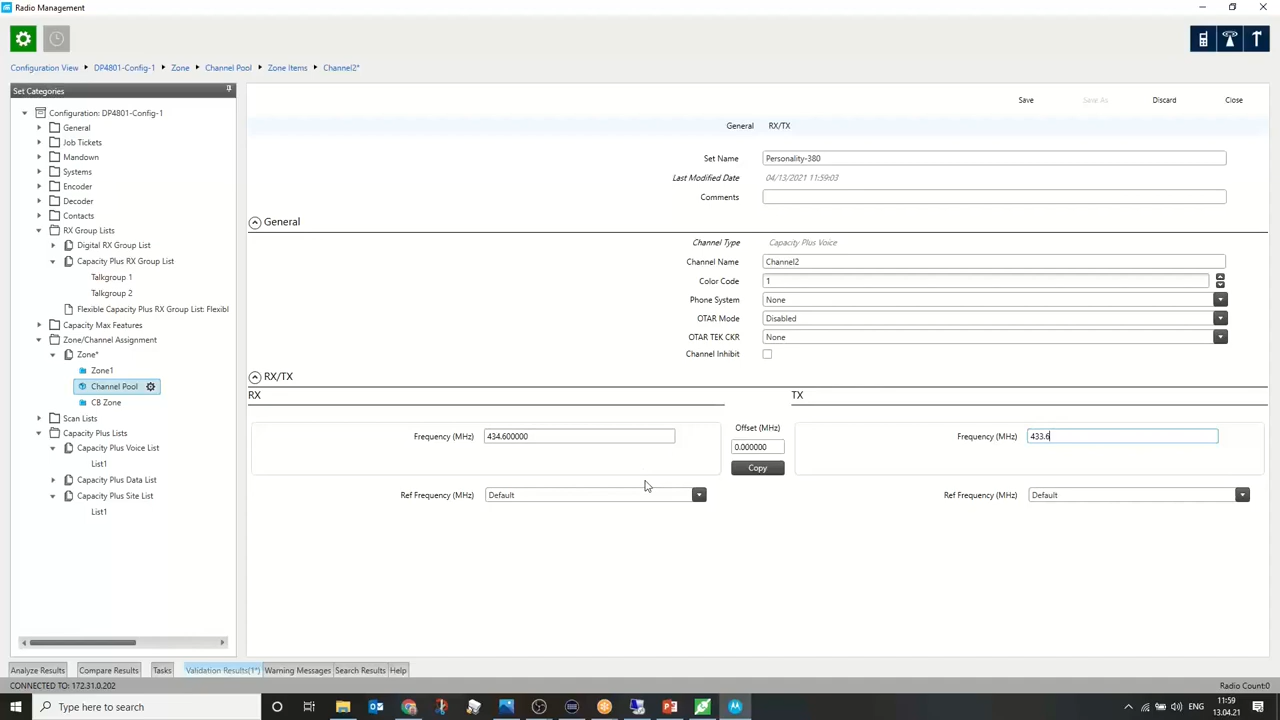 Radio Management
Configuration View DP4801-Config-1 Zone Channel Pool Zone Items Channel2*
Set Categories
Configuration: DP4801-Config-1
General
Job Tickets
Mandown
Systems
Encoder
Decoder
Contacts
RX Group Lists
Digital RX Group List
Capacity Plus RX Group List
Talkgroup 1
Talkgroup 2
Flexible Capacity Plus RX Group List: Flexibl
Capacity Max Features
Zone/Channel Assignment
Zone*
Zone1
Channel Pool
CB Zone
Scan Lists
Capacity Plus Lists
Capacity Plus Voice List
List1
Capacity Plus Data List
Capacity Plus Site List
List1
Save Save As Discard Close
General RX/TX
Set Name Personality-380
Last Modified Date 04/13/2021 11:59:03
Comments
General
Channel Type Capacity Plus Voice
Channel Name Channel2
Color Code 1
Phone System None
OTAR Mode Disabled
OTAR TEK CKR None
Channel Inhibit
RX/TX
RX TX
Offset (MHz)
Frequency (MHz) 434.600000 0.000000 Frequency (MHz) 433.6
Copy
Ref Frequency (MHz) Default Ref Frequency (MHz) Default
Analyze Results Compare Results Tasks Validation Results(1*) Warning Messages Search Results Help
CONNECTED TO: 172.31.0.202 Radio Count:0
Type here to search ENG 11:59
13.04.21